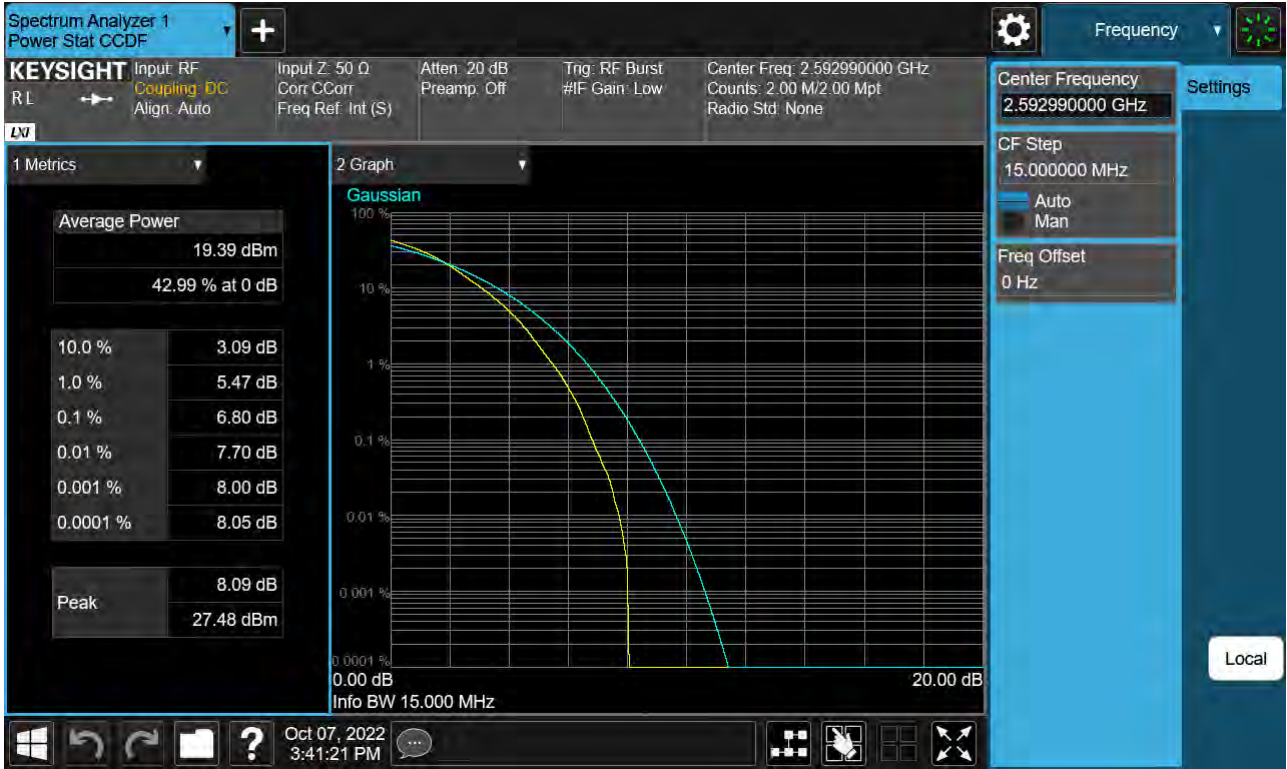 Spectrum Analyzer 1
Power Stat CCDF
+
Frequency
KEYSIGHT
RL
LXI
Input: RF
Coupling: DC
Align: Auto
Input Z: 50 Ω
Corr CCorr
Freq Ref: Int (S)
Atten: 20 dB
Preamp: Off
Trig: RF Burst
#IF Gain: Low
Center Freq: 2.592990000 GHz
Counts: 2.00 M/2.00 Mpt
Radio Std: None
Center Frequency
2.592990000 GHz
Settings
CF Step
15.000000 MHz
Auto
Man
Freq Offset
0 Hz
Local
1 Metrics
Average Power
19.39 dBm
42.99 % at 0 dB
10.0 % 3.09 dB
1.0 % 5.47 dB
0.1 % 6.80 dB
0.01 % 7.70 dB
0.001 % 8.00 dB
0.0001 % 8.05 dB
Peak
8.09 dB
27.48 dBm
2 Graph
Gaussian
100 %
10 %
1 %
0.1 %
0.01 %
0.001 %
0.0001 %
0.00 dB 20.00 dB
Info BW 15.000 MHz
?
Oct 07, 2022
3:41:21 PM